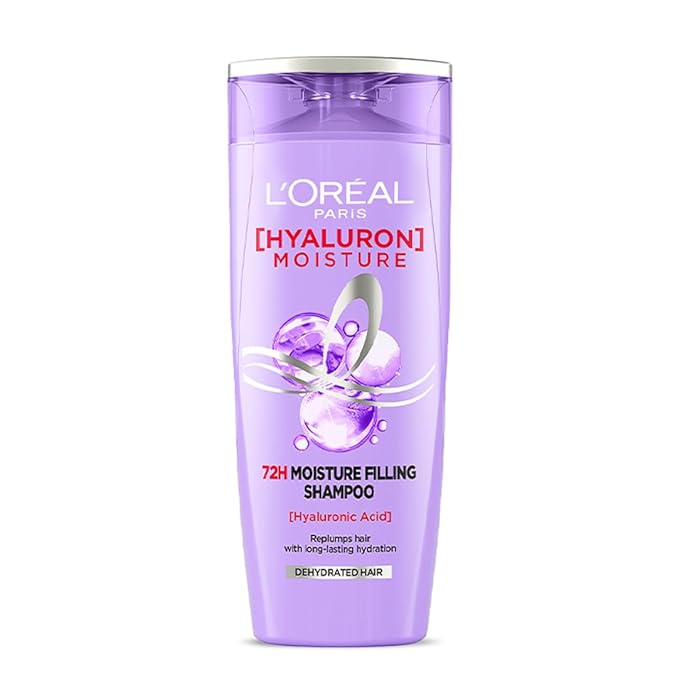 L'ORÉAL
PARIS
[HYALURON]
MOISTURE
72H MOISTURE FILLING
SHAMPOO
[Hyaluronic Acid]
Replumps hair
with long-lasting hydration
DEHYDRATED HAIR